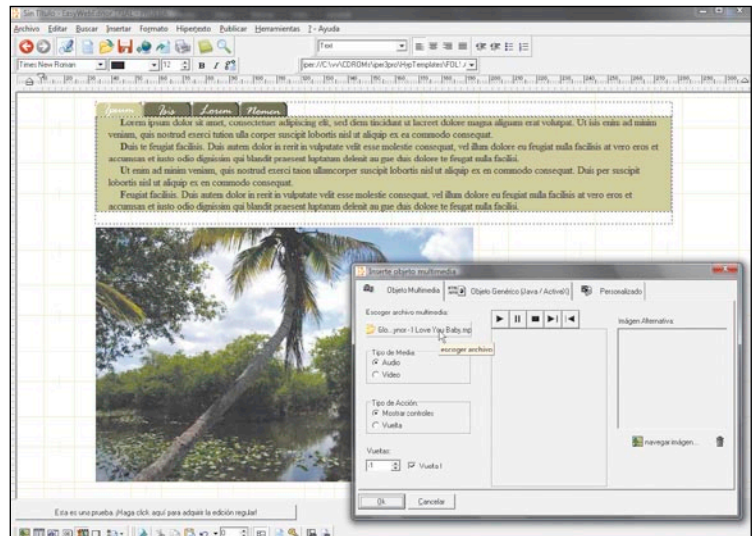 Sin Título - EasyWebEditor
Archivo Editar Buscar Insertar Formato Hipertexto Publicar Herramientas ? - Ayuda
Text
Times New Roman 12 B I
Ipsum Isis Lorem Nomen
Lorem ipsum dolor sit amet, consectetuer adipiscing elit, sed diem tincidunt ut lacreet dolore magna aliguam erat volutpat. Ut isis enim ad minim
veniam, quis nostrud exerci tution ulla corper suscipit lobortis nisl ut aliquip ex en commodo consequat.
Duis te feugiat facilisi. Duis autem dolor in rerit in vulputate velit esse molestie consequat, vel illum dolore eu feugiat nulla facilisis at vero eros et
accumsan et iusto odio dignissim qui blandit praesent luptatum delenit au gue duis dolore te feugat nulla facilisi.
Ut enim ad minim veniam, quis nostrud exerci taion ullamcorper suscipit lobortis nisl ut aliquip ex en commodo consequat. Duis per suscipit
lobortis nisl ut aliquip ex en commodo consequat.
Feugiat facilisi. Duis autem dolor in rerit in vulputate velit esse molestie consequat, vel illum dolore eu feugiat nulla facilisis at vero eros et
accumsan et iusto odio dignissim qui blandit praesent luptatum delenit au gue duis dolore te feugat nulla facilisi.
Inserte objeto multimedia
Objeto Multimedia Objeto Genérico (Java / ActiveX) Personalizado
Escoger archivo multimedia:
Glo...ynor - I Love You Baby.mp
escoger archivo
Imágen Alternativa
Tipo de Media:
Audio
Video
Tipo de Acción:
Mostrar controles
Vuelta
navegar imágen...
Vueltas:
-1 Vuelta I
Ok Cancelar
Esta es una prueba. ¡Haga click aquí para adquirir la edición regular!